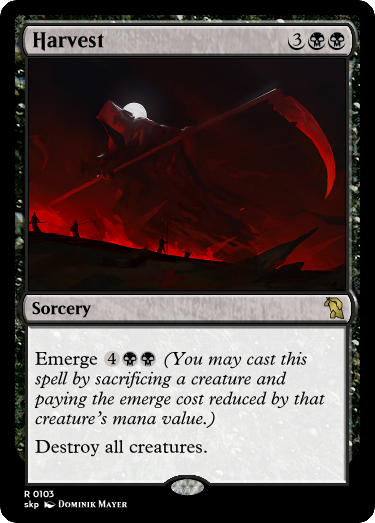 Harvest 3
Sorcery
Emerge 4 (You may cast this
spell by sacrificing a creature and
paying the emerge cost reduced by that
creature's mana value.)
Destroy all creatures.
R 0103
skp Dominik Mayer